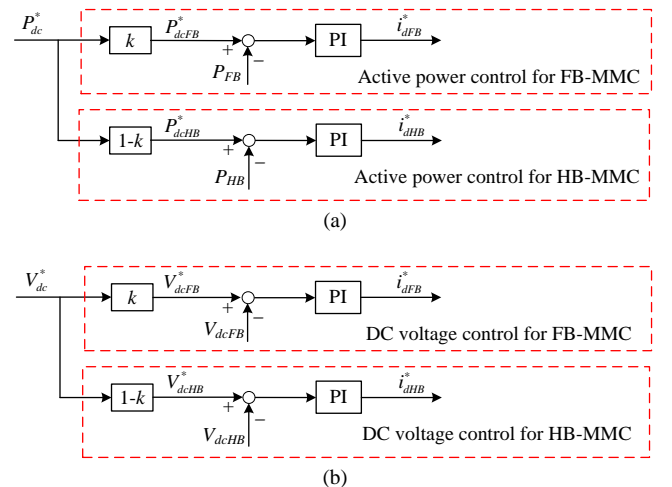 P*dc k P*dcFB + − PFB PI i*dFB
Active power control for FB-MMC
1-k P*dcHB + − PHB PI i*dHB
Active power control for HB-MMC
(a)
V*dc k V*dcFB + − VdcFB PI i*dFB
DC voltage control for FB-MMC
1-k V*dcHB + − VdcHB PI i*dHB
DC voltage control for HB-MMC
(b)